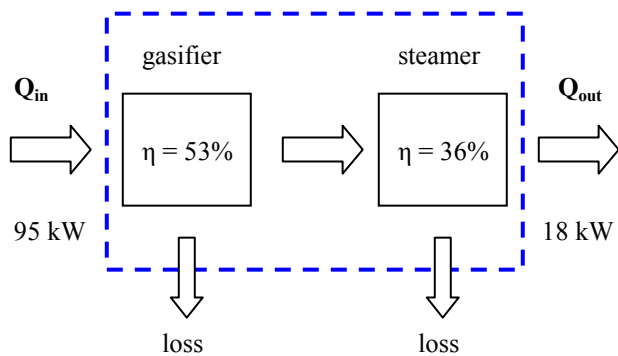 gasifier
steamer
Qin
Qout
η = 53%
η = 36%
95 kW
18 kW
loss
loss